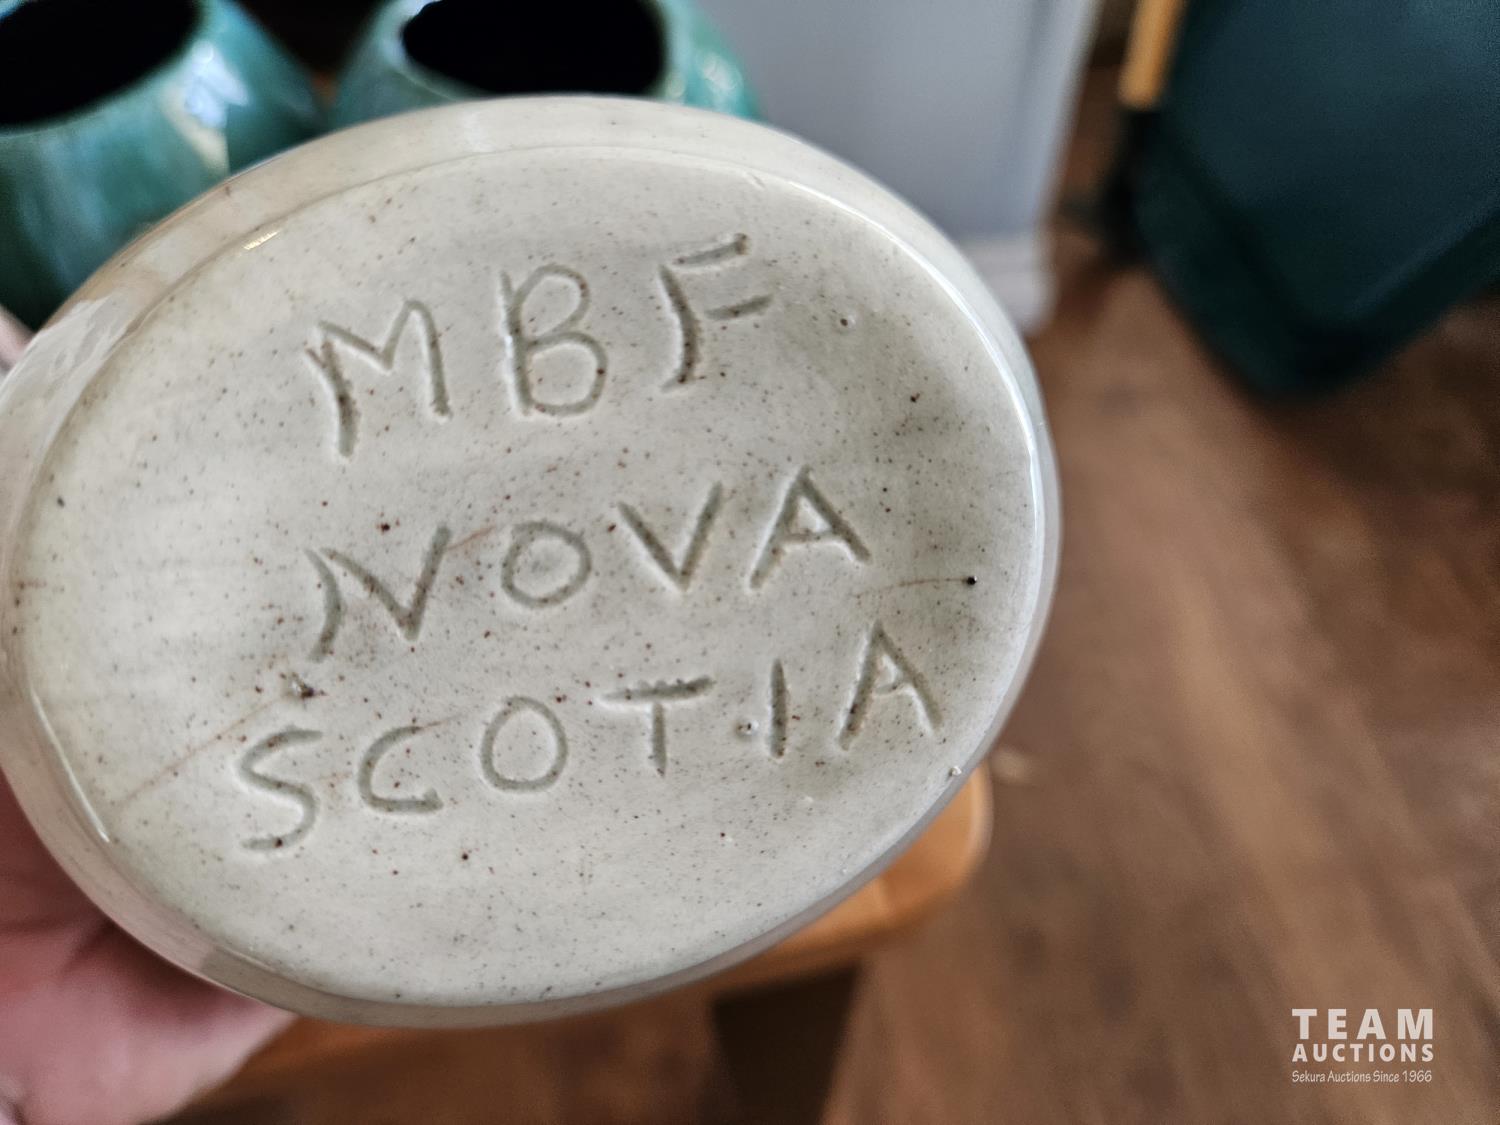 MBF.
NOVA
SCOTIA
TEAM
AUCTIONS
Sekura Auctions Since 1966